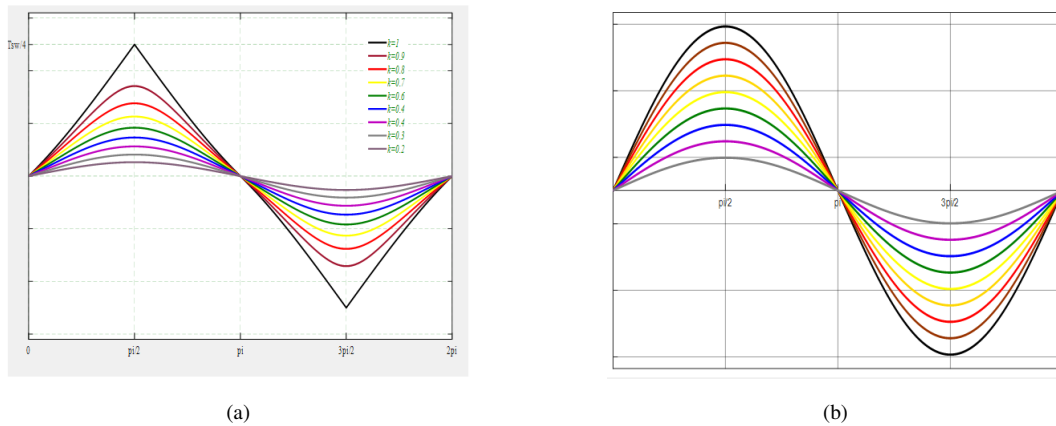 Tsw/4
k=1
k=0.9
k=0.8
k=0.7
k=0.6
k=0.4
k=0.4
k=0.3
k=0.2
0 pi/2 pi 3pi/2 2pi
pi/2 pi 3pi/2
(a) (b)